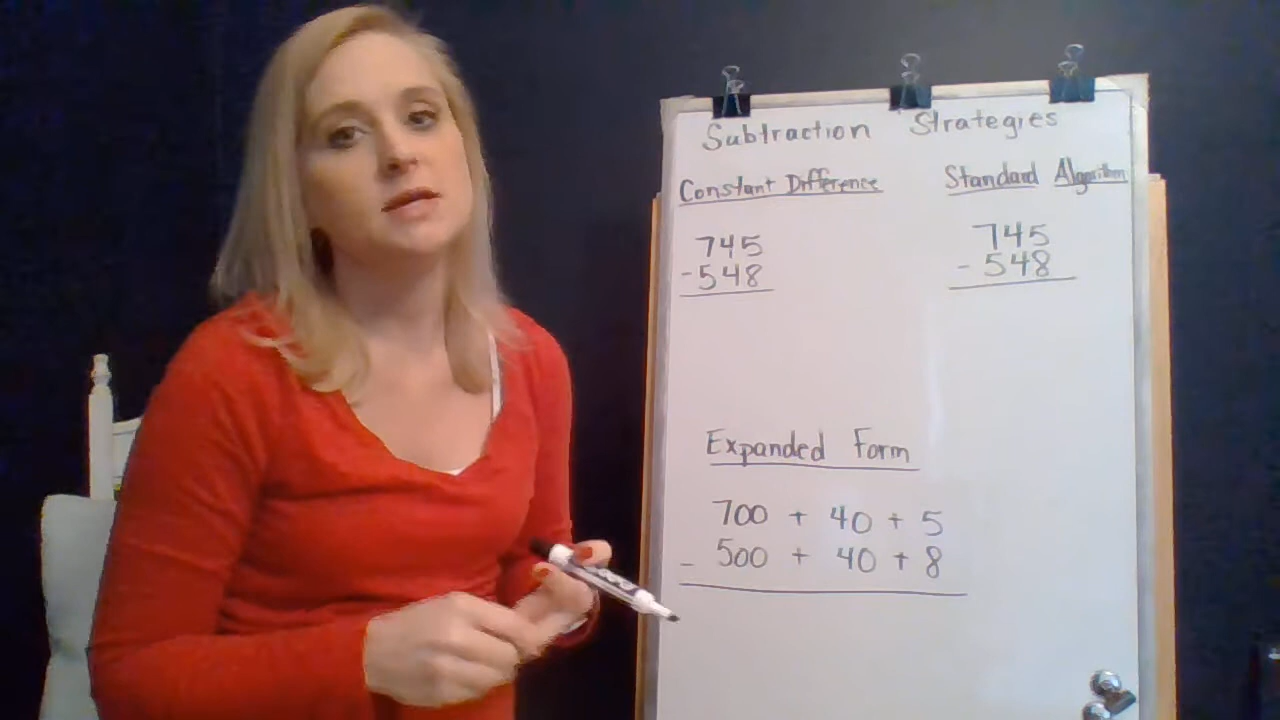 Subtraction Strategies
Constant Difference
745
-548
Standard Algorithm
745
- 548
Expanded Form
700 + 40 + 5
- 500 + 40 + 8